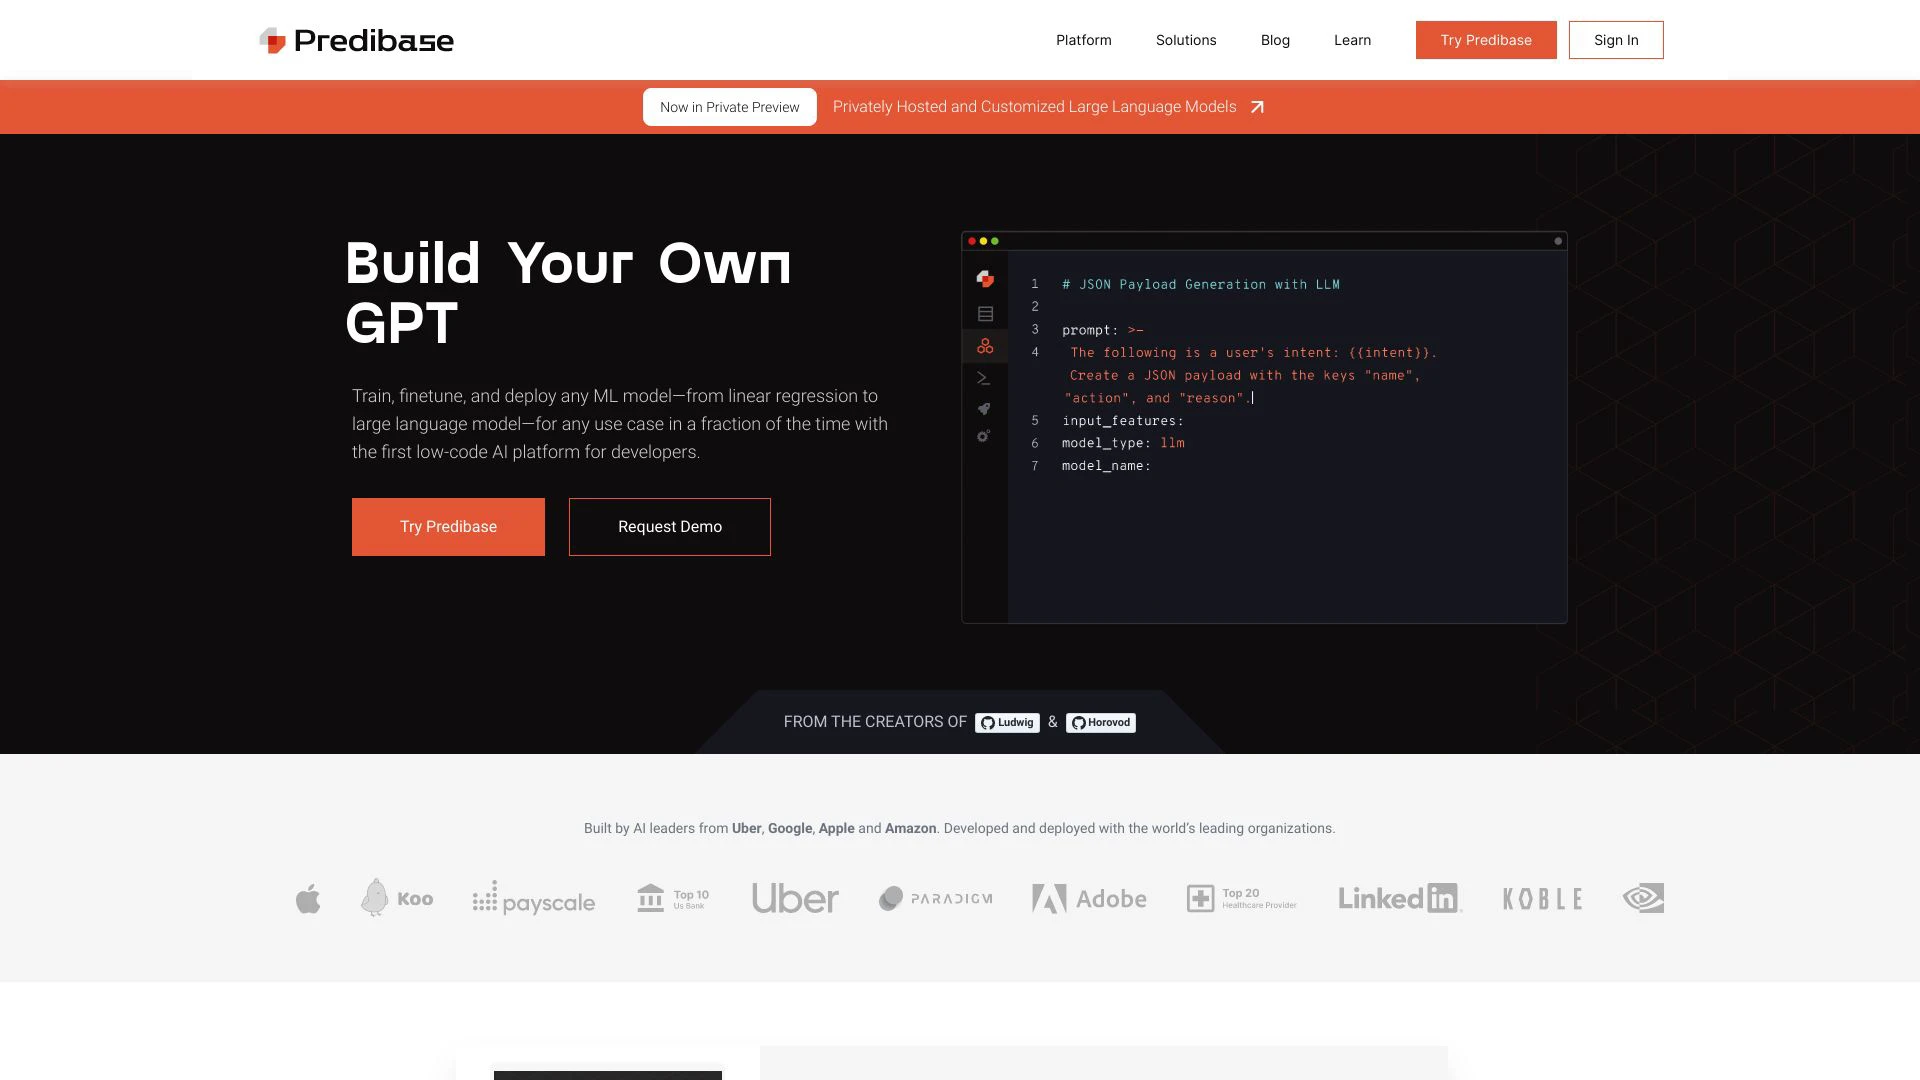 Predibase
Platform
Solutions
Blog
Learn
Try Predibase
Sign In
Now in Private Preview
Privately Hosted and Customized Large Language Models
Build Your Own
GPT
Train, finetune, and deploy any ML model—from linear regression to
large language model—for any use case in a fraction of the time with
the first low-code AI platform for developers.
Try Predibase
Request Demo
1 # JSON Payload Generation with LLM
2
3 prompt: >-
4 The following is a user's intent: {{intent}}.
Create a JSON payload with the keys "name",
"action", and "reason".
5 input_features:
6 model_type: llm
7 model_name:
FROM THE CREATORS OF Ludwig & Horovod
Built by AI leaders from Uber, Google, Apple and Amazon. Developed and deployed with the world's leading organizations.
Koo
payscale
Top 10
Us Bank
Uber
PARADIGM
Adobe
Top 20
Healthcare Provider
Linkedin
KOBLE